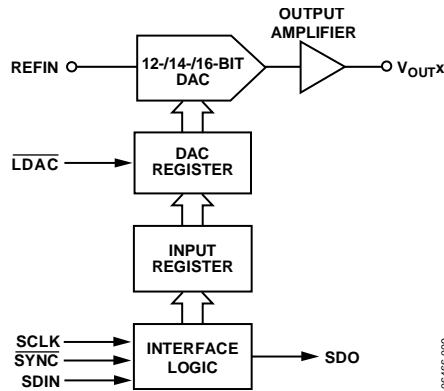 OUTPUT
AMPLIFIER
REFIN
12-/14-/16-BIT
DAC
VOUTx
LDAC
DAC
REGISTER
INPUT
REGISTER
SCLK
SYNC
SDIN
INTERFACE
LOGIC
SDO